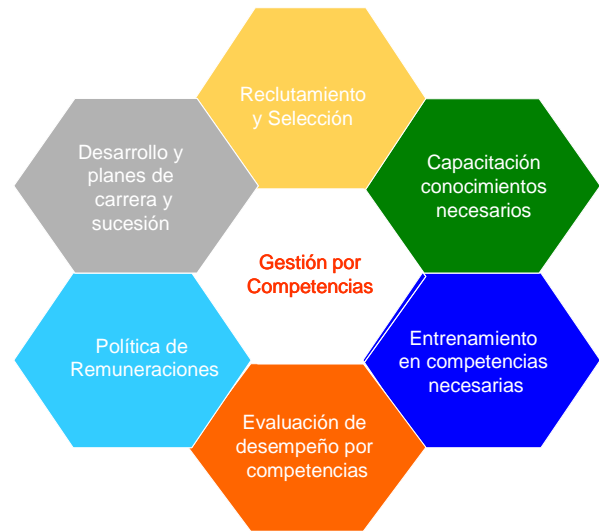 Reclutamiento
y Selección
Capacitación
conocimientos
necesarios
Entrenamiento
en competencias
necesarias
Evaluación de
desempeño por
competencias
Política de
Remuneraciones
Desarrollo y
planes de
carrera y
sucesión
Gestión por
Competencias